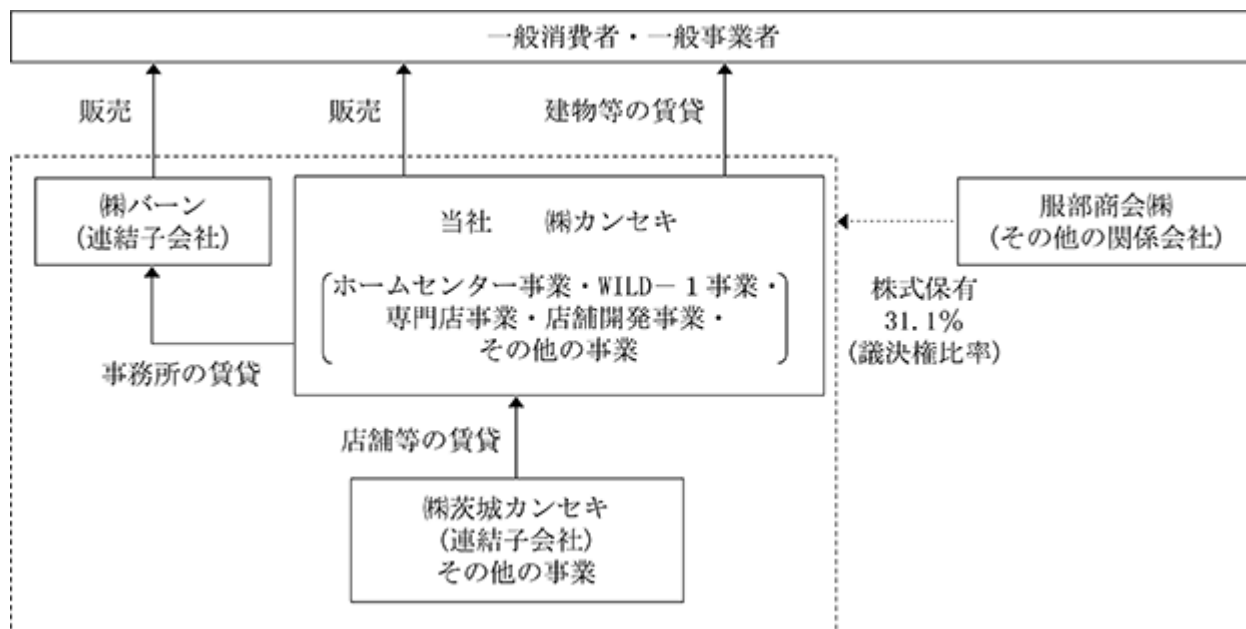 一般消費者・一般事業者
販売
販売
建物等の賃貸
㈱バーン
(連結子会社)
当社　　㈱カンセキ
ホームセンター事業・WILD－１事業・
専門店事業・店舗開発事業・
その他の事業
服部商会㈱
(その他の関係会社)
株式保有
31.1%
(議決権比率)
事務所の賃貸
店舗等の賃貸
㈱茨城カンセキ
(連結子会社)
その他の事業